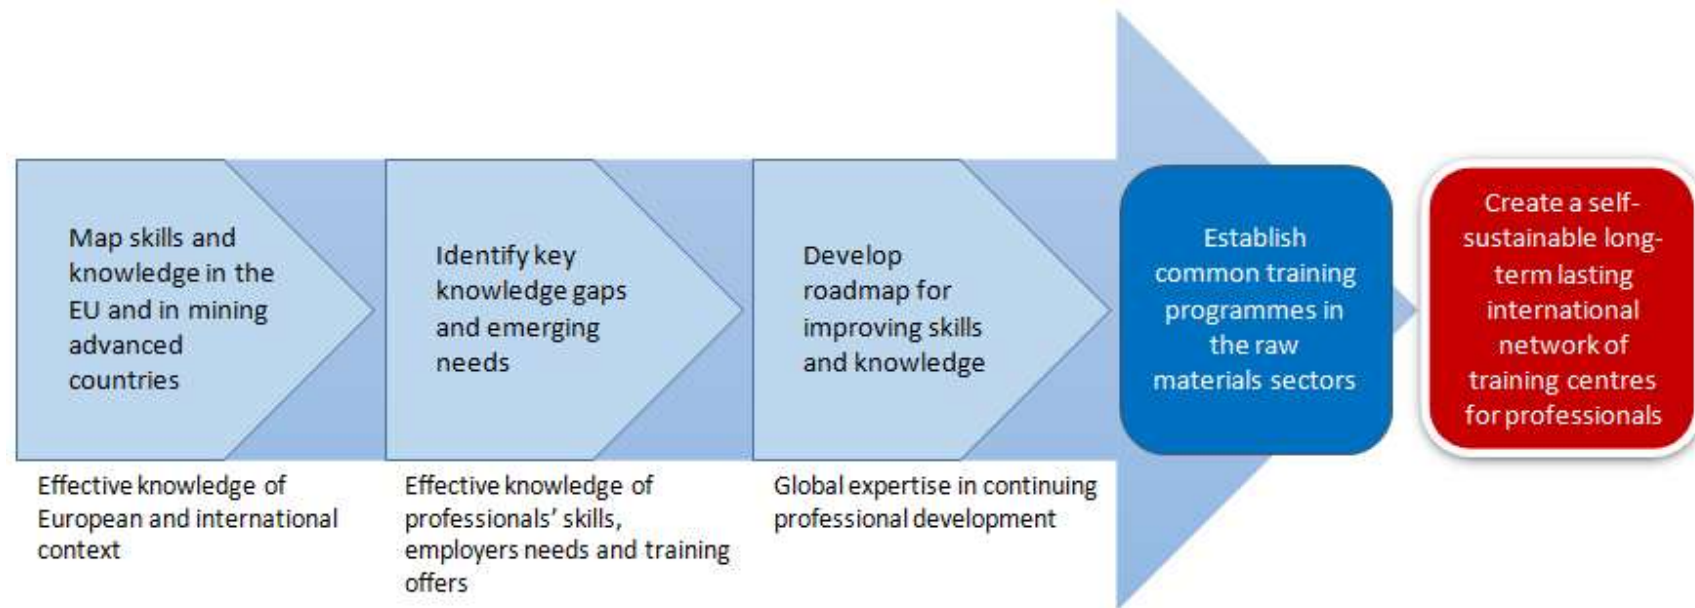 Map skills and
knowledge in the
EU and in mining
advanced
countries
Identify key
knowledge gaps
and emerging
needs
Develop
roadmap for
improving skills
and knowledge
Establish
common training
programmes in
the raw
materials sectors
Create a self-
sustainable long-
term lasting
international
network of
training centres
for professionals
Effective knowledge of
European and international
context
Effective knowledge of
professionals’ skills,
employers needs and training
offers
Global expertise in continuing
professional development